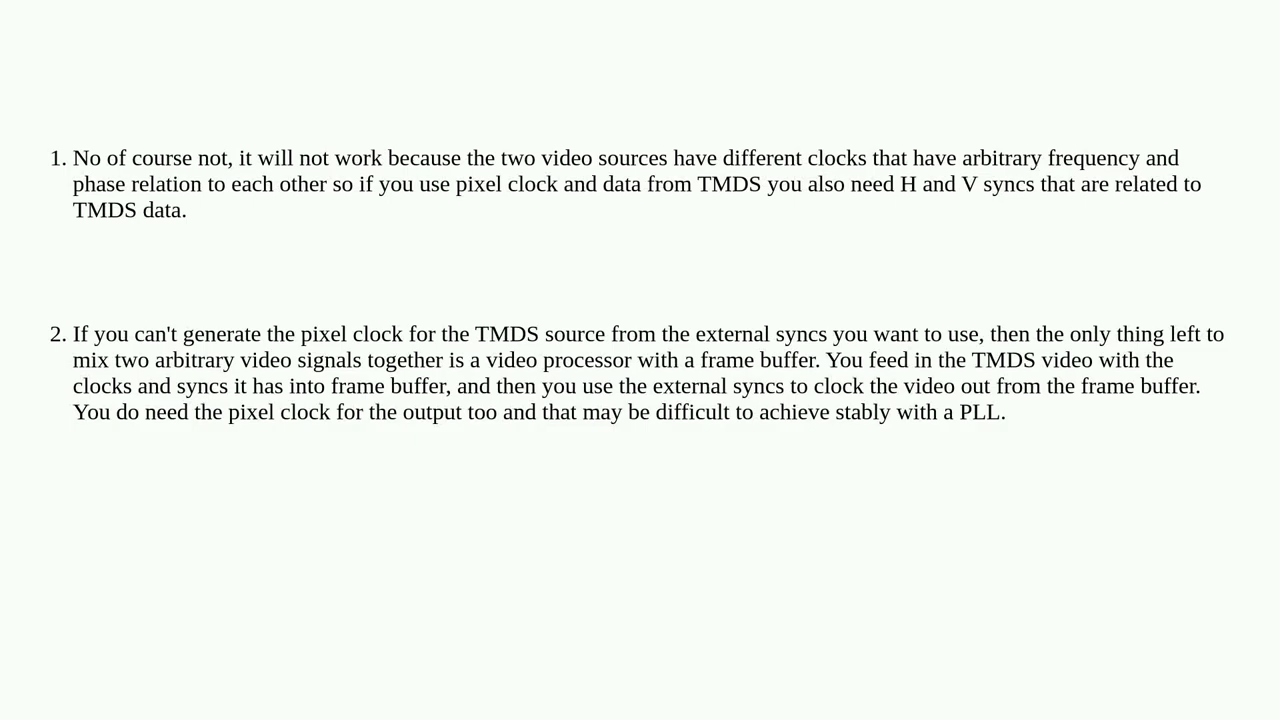 1. No of course not, it will not work because the two video sources have different clocks that have arbitrary frequency and
phase relation to each other so if you use pixel clock and data from TMDS you also need H and V syncs that are related to
TMDS data.
2. If you can't generate the pixel clock for the TMDS source from the external syncs you want to use, then the only thing left to
mix two arbitrary video signals together is a video processor with a frame buffer. You feed in the TMDS video with the
clocks and syncs it has into frame buffer, and then you use the external syncs to clock the video out from the frame buffer.
You do need the pixel clock for the output too and that may be difficult to achieve stably with a PLL.